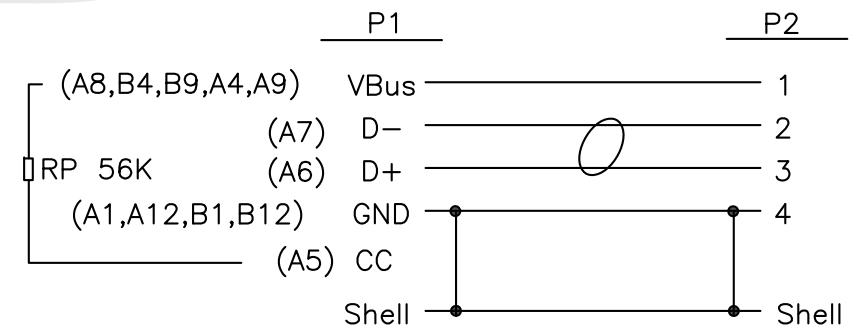 P1 P2
(A8,B4,B9,A4,A9) VBus 1
(A7) D- 2
RP 56K (A6) D+ 3
(A1,A12,B1,B12) GND 4
(A5) CC
Shell Shell